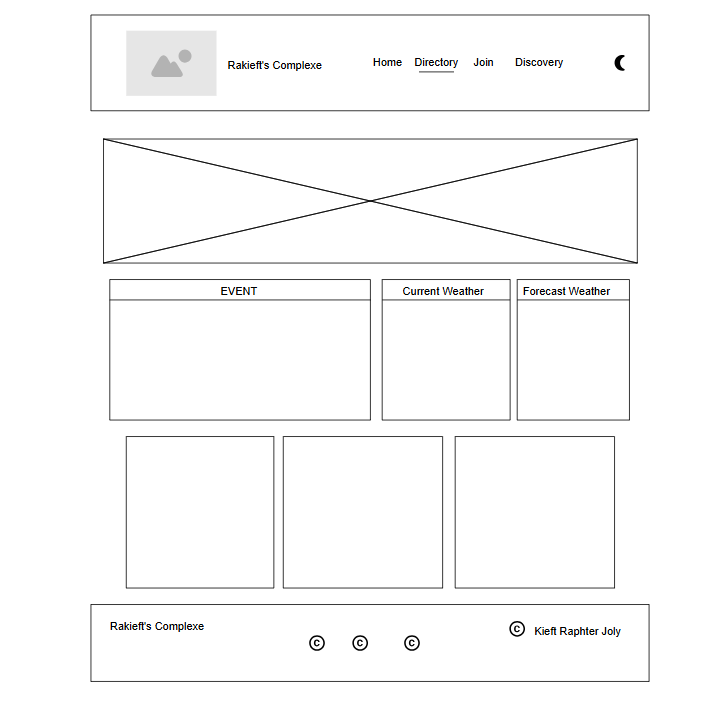 Rakieft's Complexe
Home Directory Join Discovery
EVENT
Current Weather
Forecast Weather
Rakieft's Complexe
© © ©
© Kieft Raphter Joly